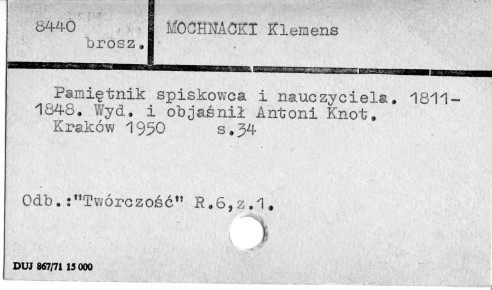 8440
brosz.
MOCHNACKI Klemens
Pamiętnik spiskowca i nauczyciela. 1811-
1848. Wyd. i objaśnił Antoni Knot.
Kraków 1950 s.34
Odb.:"Twórczość" R.6,z.1.
DUJ 867/71 15 000